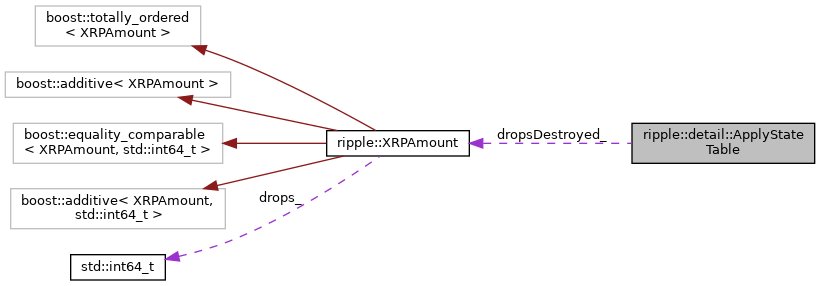 boost::totally_ordered
< XRPAmount >
boost::additive< XRPAmount >
boost::equality_comparable
< XRPAmount, std::int64_t >
boost::additive< XRPAmount,
std::int64_t >
std::int64_t
drops_
ripple::XRPAmount
dropsDestroyed_
ripple::detail::ApplyState
Table